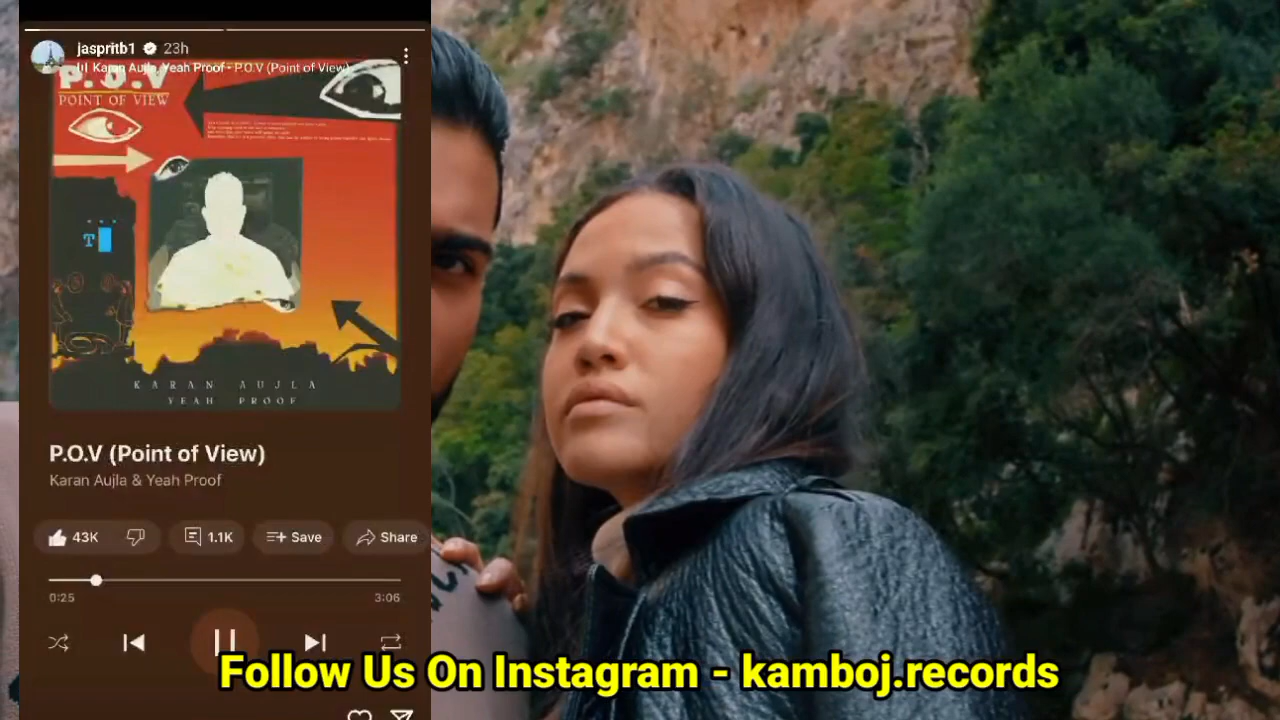 jaspritb1 23h
Karan Aujla, Yeah Proof • P.O.V (Point of View)
P.O.V
POINT OF VIEW
T
KARAN AUJLA
YEAH PROOF
P.O.V (Point of View)
Karan Aujla & Yeah Proof
43K 1.1K Save Share
0:25 3:06
Follow Us On Instagram - kamboj.records